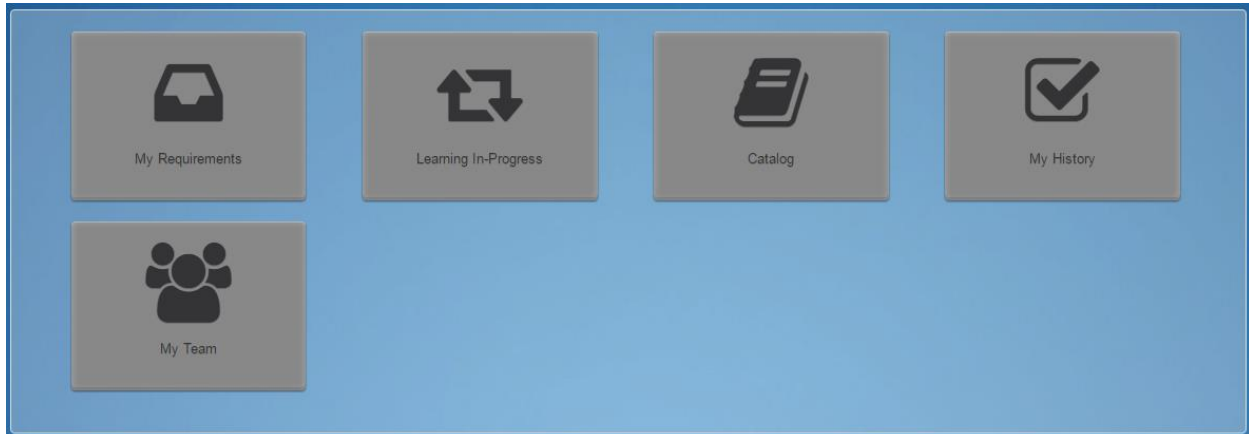 My Requirements
Learning In-Progress
Catalog
My History
My Team